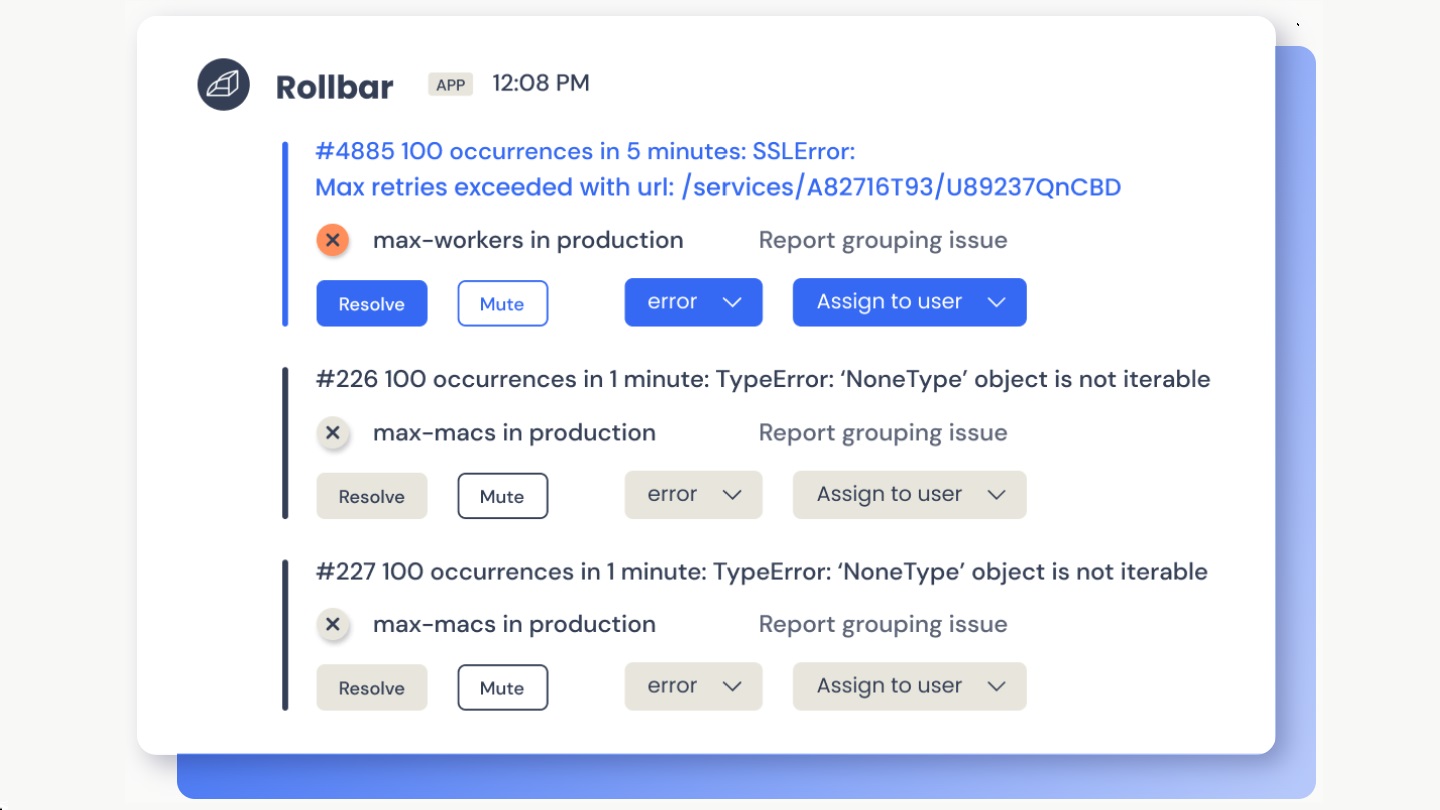 Rollbar APP 12:08 PM
#4885 100 occurrences in 5 minutes: SSLError:
Max retries exceeded with url: /services/A82716T93/U89237QnCBD
max-workers in production Report grouping issue
Resolve Mute error Assign to user
#226 100 occurrences in 1 minute: TypeError: ‘NoneType’ object is not iterable
max-macs in production Report grouping issue
Resolve Mute error Assign to user
#227 100 occurrences in 1 minute: TypeError: ‘NoneType’ object is not iterable
max-macs in production Report grouping issue
Resolve Mute error Assign to user